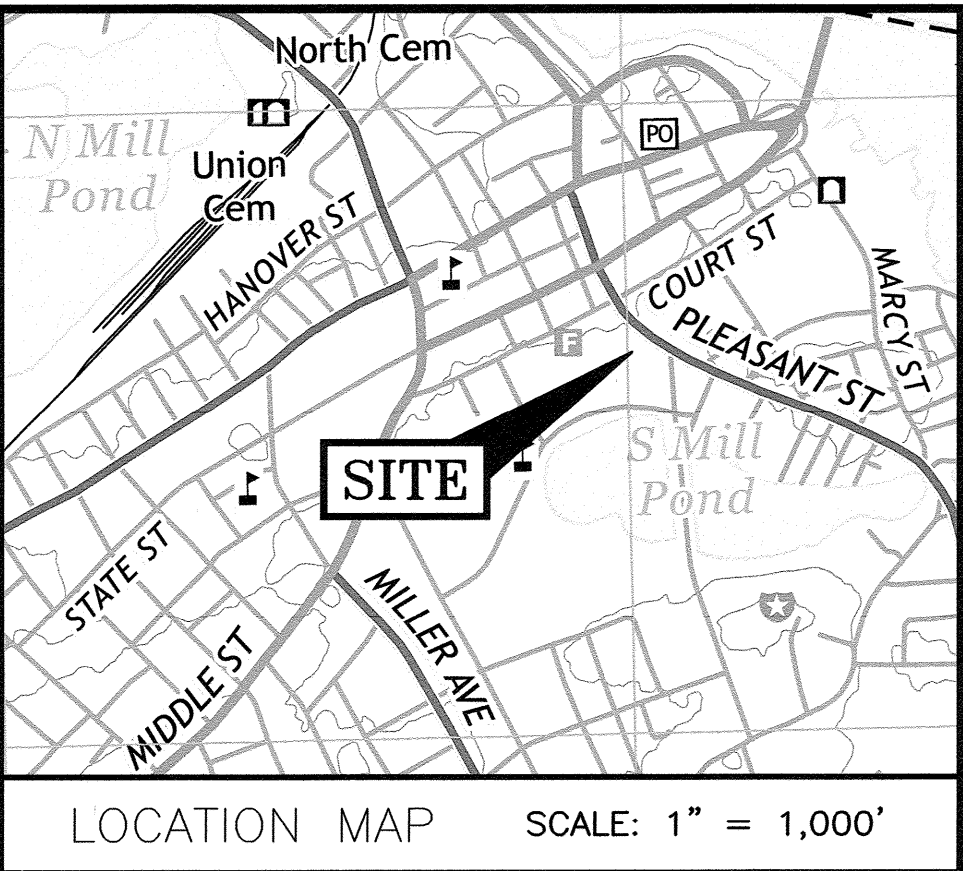 North Cem
N Mill
Pond
Union
Cem
PO
HANOVER ST
COURT ST
MARCY ST
F
PLEASANT ST
S Mill
Pond
SITE
STATE ST
MILLER AVE
MIDDLE ST
LOCATION MAP
SCALE: 1" = 1,000'